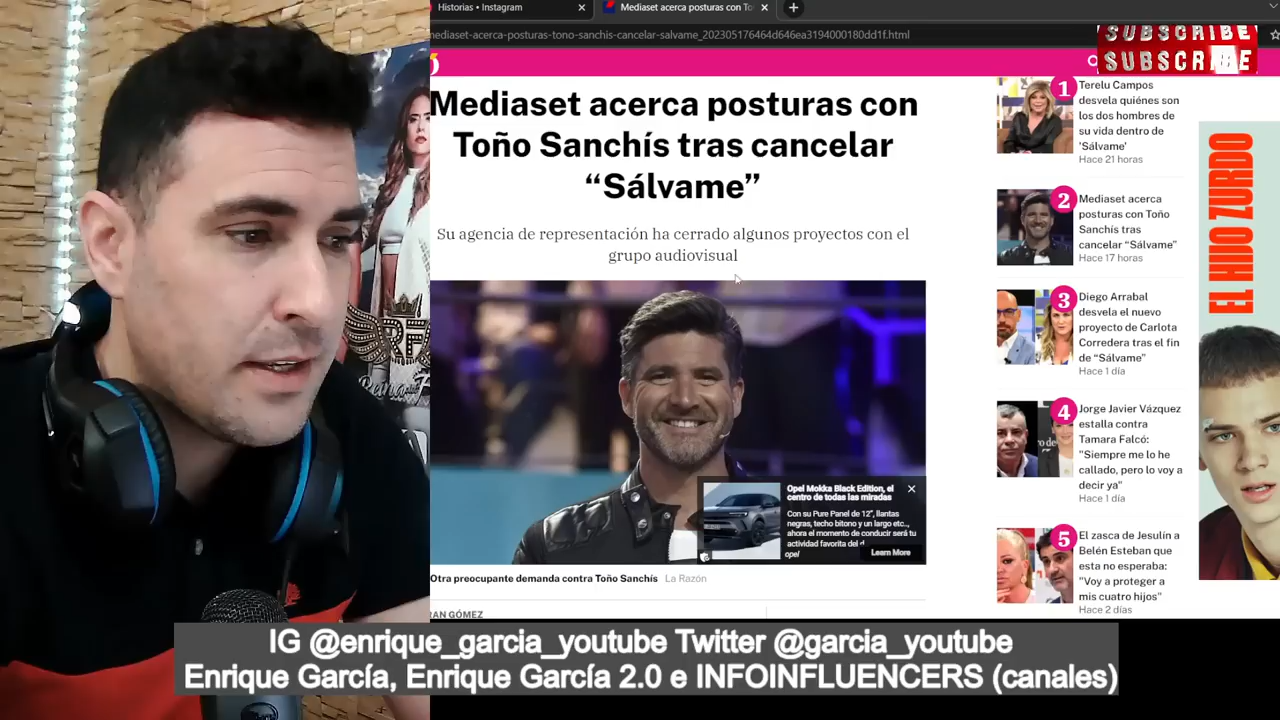 Historias • Instagram
Mediaset acerca posturas con To
ediaset-acerca-posturas-tono-sanchis-cancelar-salvame_202305176464d646ea3194000180dd1f.html
SUBSCRIBE
SUBSCRIBE
Mediaset acerca posturas con
Toño Sanchís tras cancelar
“Sálvame”
Su agencia de representación ha cerrado algunos proyectos con el
grupo audiovisual
Opel Mokka Black Edition, el
centro de todas las miradas
Con su Pure Panel de 12", llantas
negras, techo bitono y un largo etc..,
ahora el momento de conducir será tu
actividad favorita del d
opel
Learn More
Otra preocupante demanda contra Toño Sanchís La Razón
RAN GÓMEZ
1
Terelu Campos
desvela quiénes son
los dos hombres de
su vida dentro de
'Sálvame'
Hace 21 horas
2
Mediaset acerca
posturas con Toño
Sanchís tras
cancelar “Sálvame”
Hace 17 horas
3
Diego Arrabal
desvela el nuevo
proyecto de Carlota
Corredera tras el fin
de “Sálvame”
Hace 1 día
4
Jorge Javier Vázquez
estalla contra
Tamara Falcó:
"Siempre me lo he
callado, pero lo voy a
decir ya"
Hace 1 día
5
El zasca de Jesulín a
Belén Esteban que
esta no esperaba:
"Voy a proteger a
mis cuatro hijos"
Hace 2 días
EL HIJO ZURDO
RF
IG @enrique_garcia_youtube Twitter @garcia_youtube
Enrique García, Enrique García 2.0 e INFOINFLUENCERS (canales)